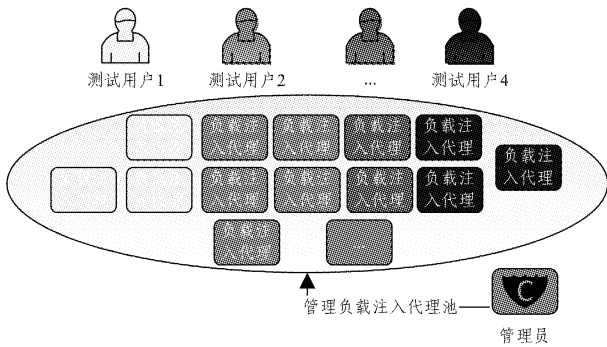 测试用户1
测试用户2
...
测试用户4
负载注
入代理
负载注
入代理
负载注
入代理
负载注
入代理
负载注
入代理
负载注
入代理
负载注
入代理
负载注
入代理
负载注
入代理
负载注
入代理
...
管理负载注入代理池
C
管理员